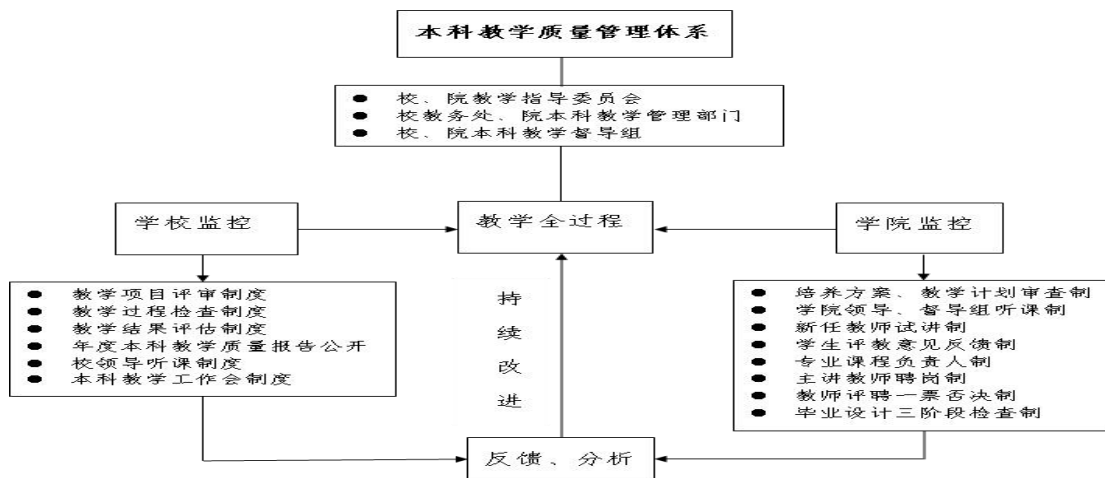 本科教学质量管理体系
● 校、院教学指导委员会
● 校教务处、院本科教学管理部门
● 校、院本科教学督导组
学校监控
教学全过程
学院监控
● 教学项目评审制度
● 教学过程检查制度
● 教学结果评估制度
● 年度本科教学质量报告公开
● 校领导听课制度
● 本科教学工作会制度
持
续
改
进
● 培养方案、教学计划审查制
● 学院领导、督导组听课制
● 新任教师试讲制
● 学生评教意见反馈制
● 专业课程负责人制
● 主讲教师聘岗制
● 教师评聘一票否决制
● 毕业设计三阶段检查制
反馈、分析